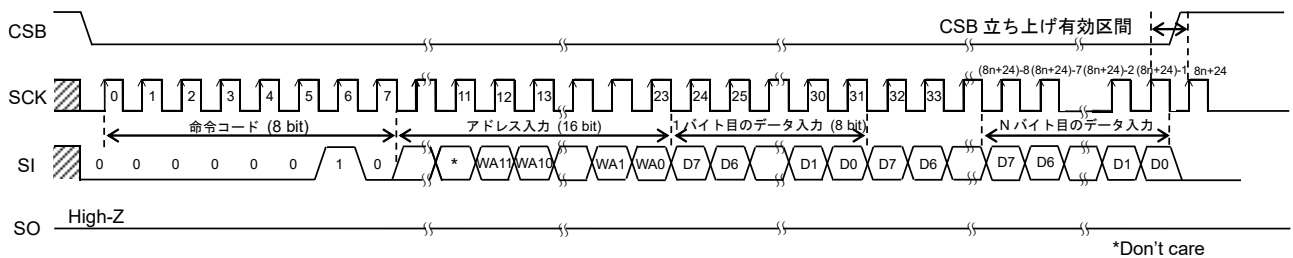 CSB
CSB 立ち上げ有効区間
(8n+24)-8 (8n+24)-7 (8n+24)-2 (8n+24)-1 8n+24
SCK 0 1 2 3 4 5 6 7 11 12 13 23 24 25 30 31 32 33
命令コード (8 bit) アドレス入力 (16 bit) 1 バイト目のデータ入力 (8 bit) N バイト目のデータ入力
SI 0 0 0 0 0 0 1 0 * WA11 WA10 WA1 WA0 D7 D6 D1 D0 D7 D6 D7 D6 D1 D0
High-Z
SO
*Don't care